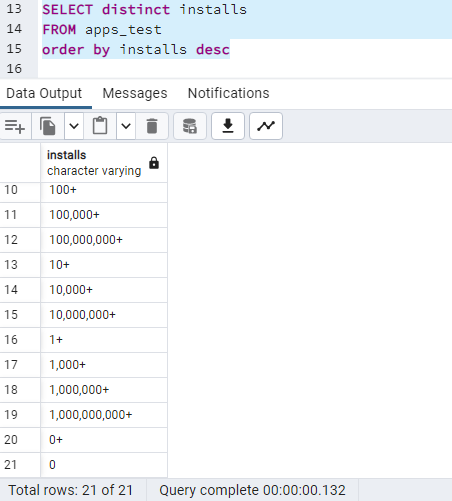 13 SELECT distinct installs
14 FROM apps_test
15 order by installs desc
16
Data Output Messages Notifications
installs
character varying
10 100+
11 100,000+
12 100,000,000+
13 10+
14 10,000+
15 10,000,000+
16 1+
17 1,000+
18 1,000,000+
19 1,000,000,000+
20 0+
21 0
Total rows: 21 of 21 Query complete 00:00:00.132